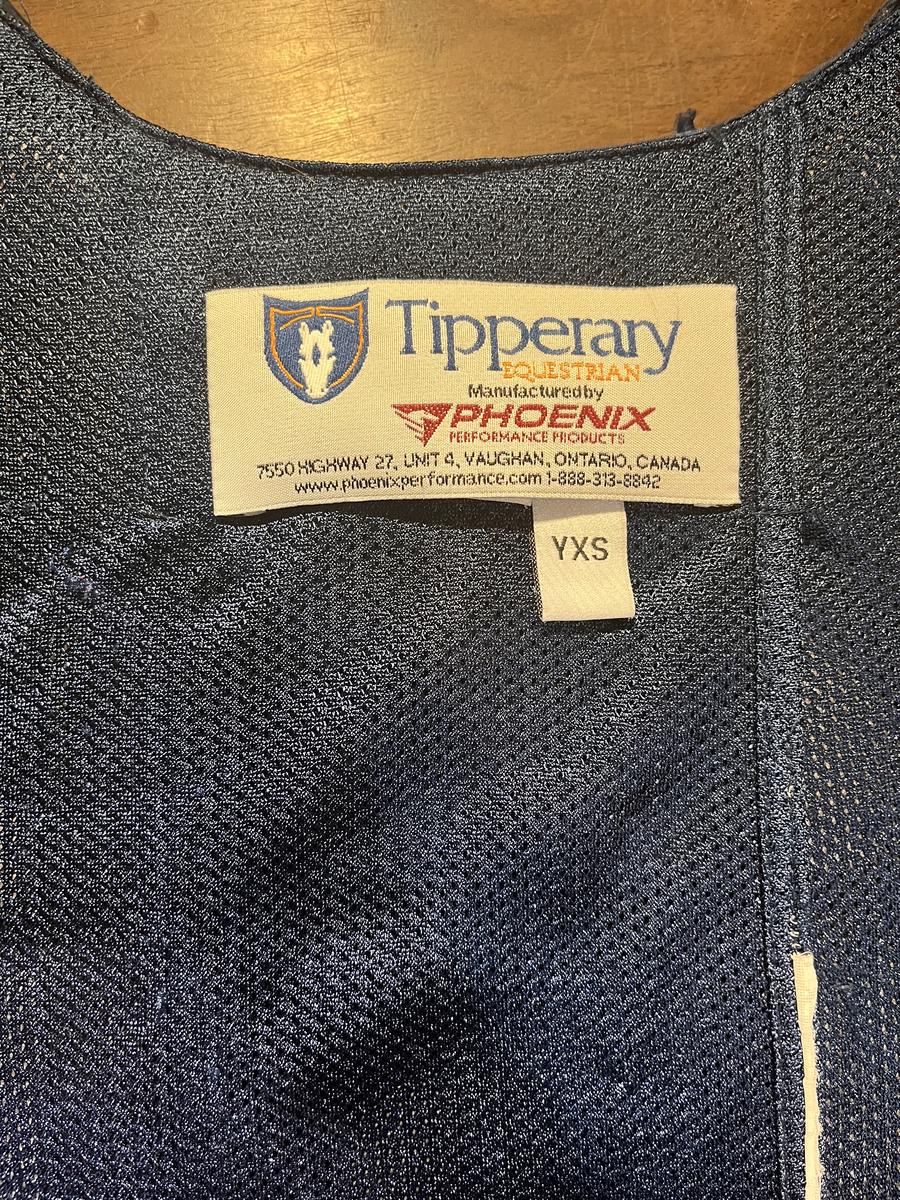 Tipperary
EQUESTRIAN
Manufactured by
PHOENIX
PERFORMANCE PRODUCTS
7550 HIGHWAY 27, UNIT 4, VAUGHAN, ONTARIO, CANADA
www.phoenixperformance.com 1-888-313-8842
YXS